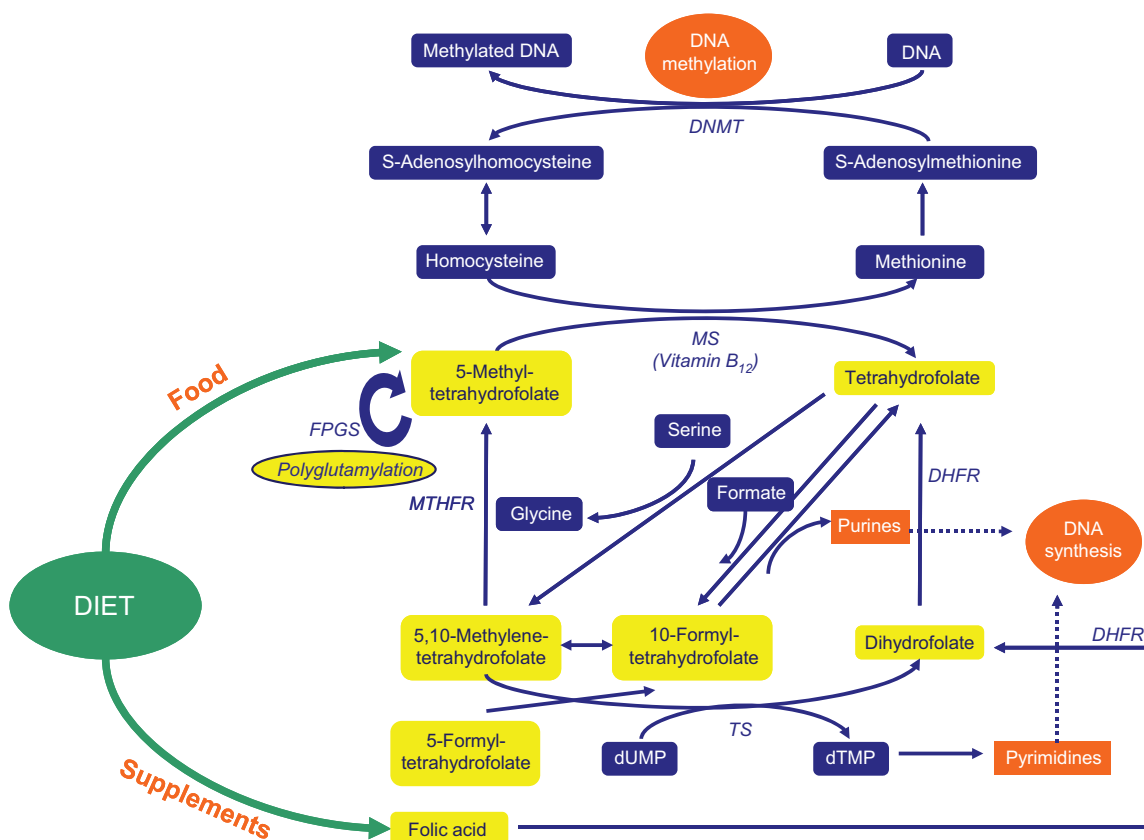 Methylated DNA
DNA
methylation
DNA
DNMT
S-Adenosylhomocysteine
S-Adenosylmethionine
Homocysteine
Methionine
MS
(Vitamin B12)
Food
5-Methyl-
tetrahydrofolate
Tetrahydrofolate
FPGS
Polyglutamylation
Serine
MTHFR
Glycine
Formate
DHFR
Purines
DNA
synthesis
DIET
5,10-Methylene-
tetrahydrofolate
10-Formyl-
tetrahydrofolate
Dihydrofolate
DHFR
5-Formyl-
tetrahydrofolate
TS
dUMP
dTMP
Pyrimidines
Supplements
Folic acid